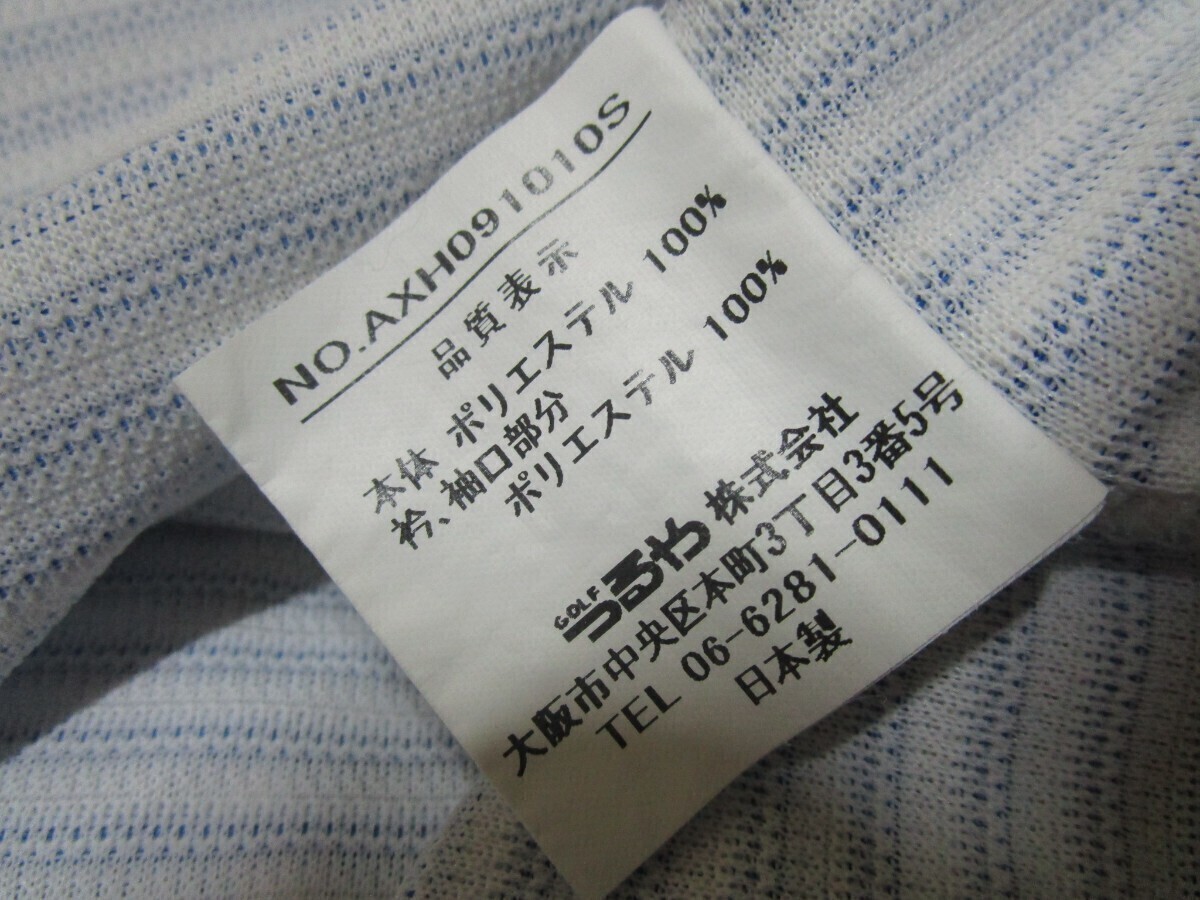 NO.AXH091010S
品質表示
本体 ポリエステル 100%
衿、袖口部分
ポリエステル 100%
GOLF つるや 株式会社
大阪市中央区本町3丁目3番5号
TEL 06-6281-0111
日本製